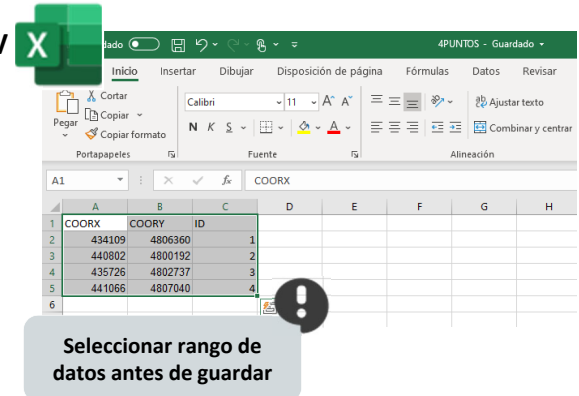 X
4PUNTOS - Guardado
Inicio Insertar Dibujar Disposición de página Fórmulas Datos Revisar
Cortar
Copiar
Copiar formato
Pegar
Calibri 11 A A
N K S A
Ajustar texto
Combinar y centrar
Portapapeles Fuente Alineación
A1 fx COORX
A B C D E F G H
1 COORX COORY ID
2 434109 4806360 1
3 440802 4800192 2
4 435726 4802737 3
5 441066 4807040 4
6
!
Seleccionar rango de
datos antes de guardar